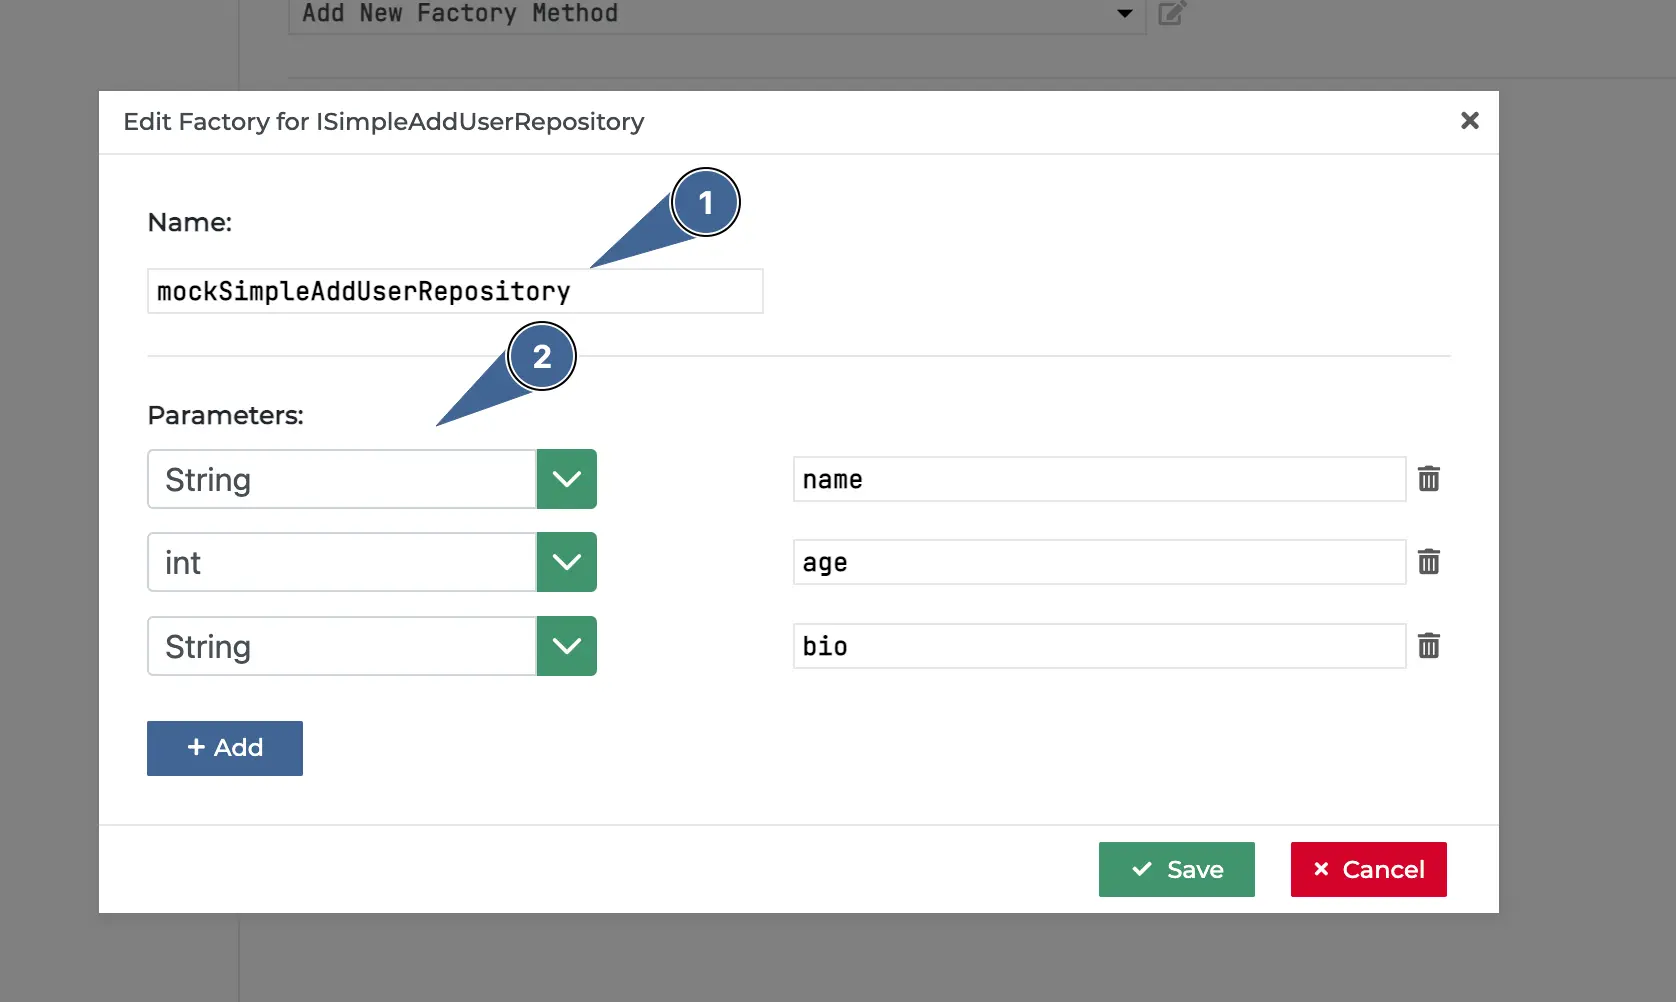 Add New Factory Method
Edit Factory for ISimpleAddUserRepository
1
Name:
mockSimpleAddUserRepository
2
Parameters:
String name
int age
String bio
+ Add
Save Cancel